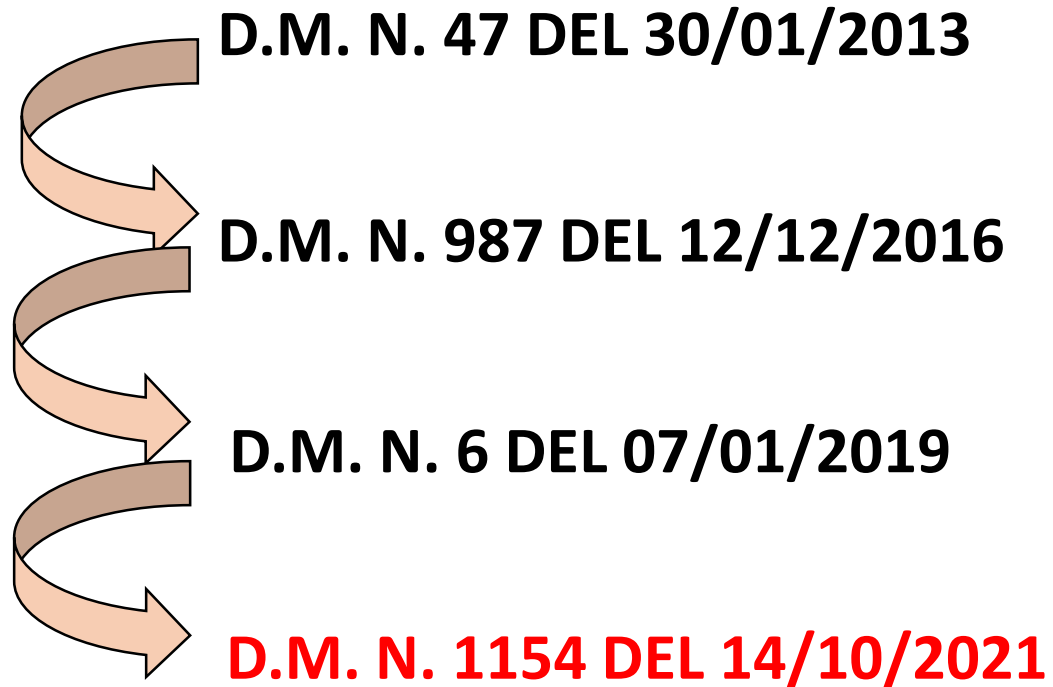 D.M. N. 47 DEL 30/01/2013
D.M. N. 987 DEL 12/12/2016
D.M. N. 6 DEL 07/01/2019
D.M. N. 1154 DEL 14/10/2021